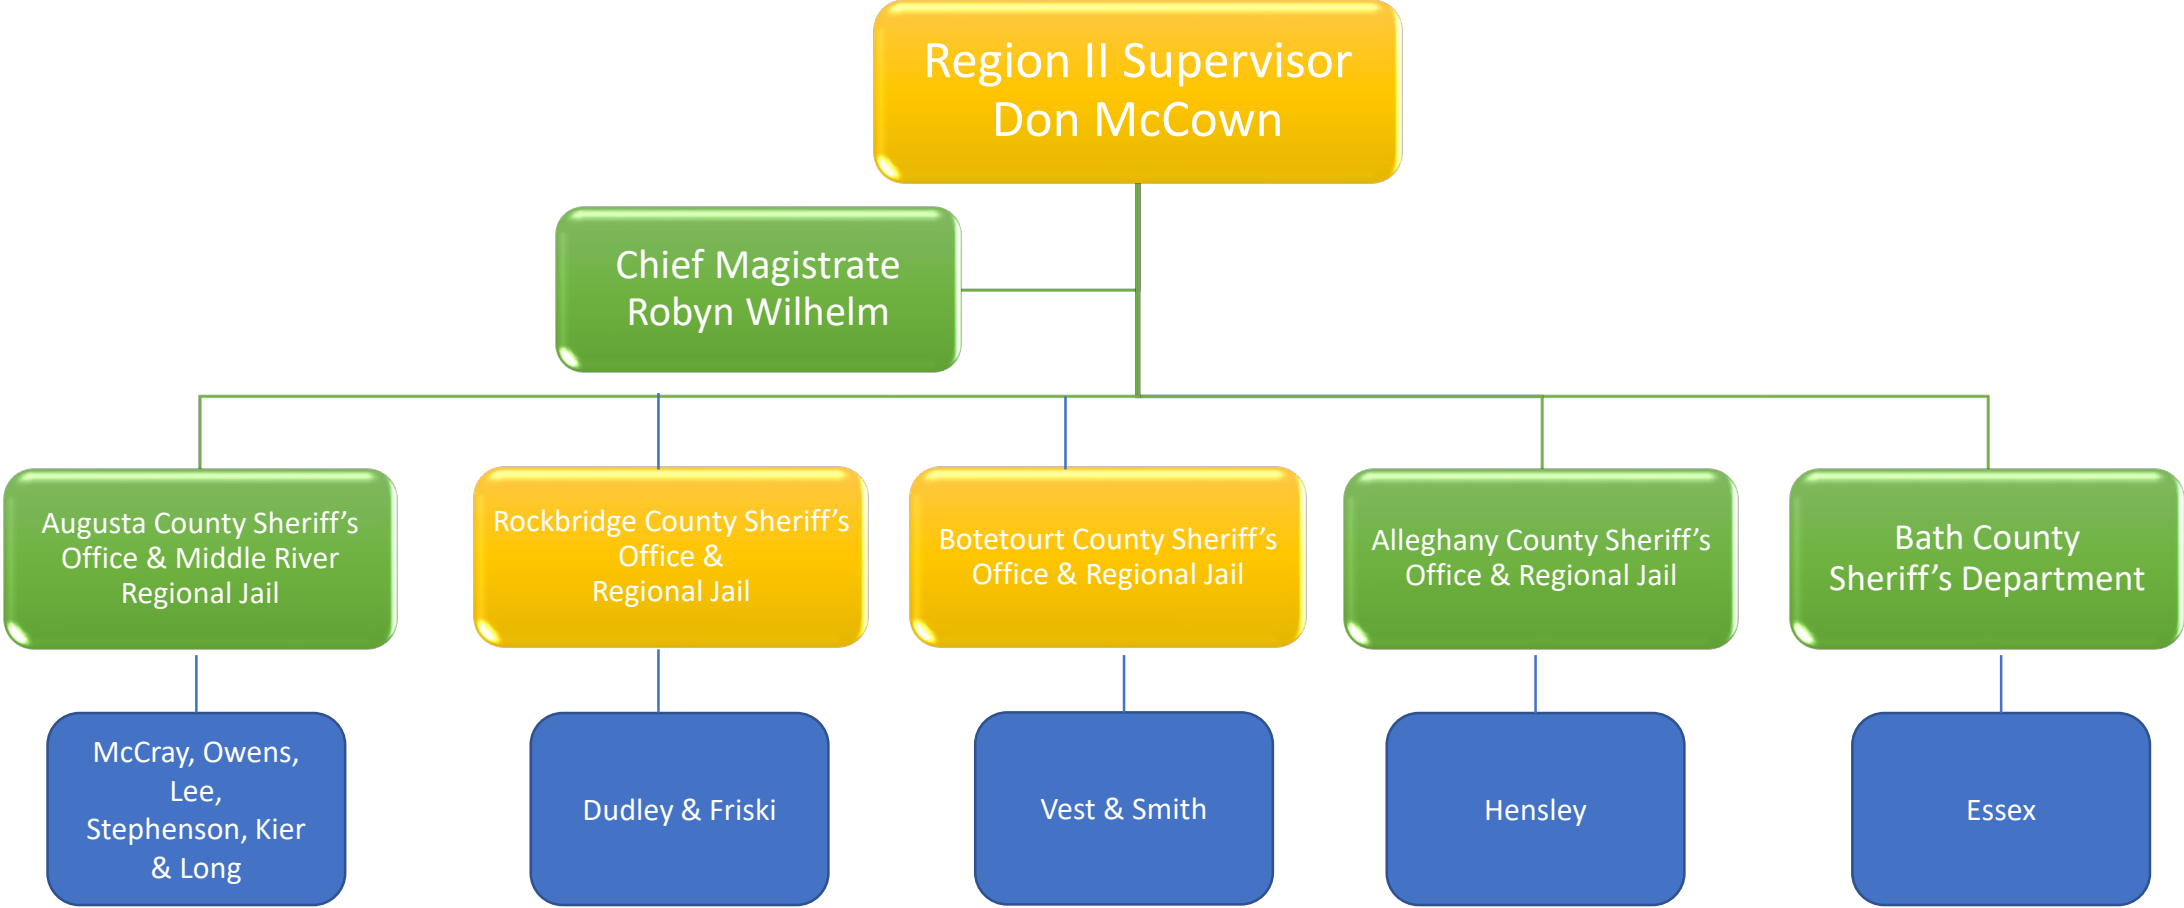 Region II Supervisor
Don McCown
Chief Magistrate
Robyn Wilhelm
Augusta County Sheriff’s
Office & Middle River
Regional Jail
Rockbridge County Sheriff’s
Office &
Regional Jail
Botetourt County Sheriff’s
Office & Regional Jail
Alleghany County Sheriff’s
Office & Regional Jail
Bath County
Sheriff’s Department
McCray, Owens,
Lee,
Stephenson, Kier
& Long
Dudley & Friski
Vest & Smith
Hensley
Essex